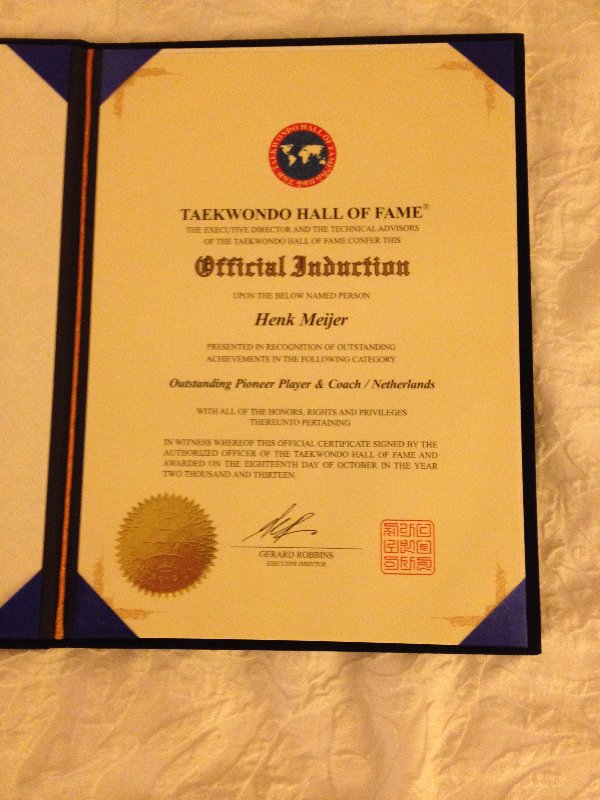 TAEKWONDO HALL OF FAME
TAEKWONDO HALL OF FAME®
THE EXECUTIVE DIRECTOR AND THE TECHNICAL ADVISORS
OF THE TAEKWONDO HALL OF FAME CONFER THIS
Official Induction
UPON THE BELOW NAMED PERSON
Henk Meijer
PRESENTED IN RECOGNITION OF OUTSTANDING
ACHIEVEMENTS IN THE FOLLOWING CATEGORY
Outstanding Pioneer Player & Coach / Netherlands
WITH ALL OF THE HONORS, RIGHTS AND PRIVILEGES
THEREUNTO PERTAINING
IN WITNESS WHEREOF THIS OFFICIAL CERTIFICATE SIGNED BY THE
AUTHORIZED OFFICER OF THE TAEKWONDO HALL OF FAME AND
AWARDED ON THE EIGHTEENTH DAY OF OCTOBER IN THE YEAR
TWO THOUSAND AND THIRTEEN.
GERARD ROBBINS
EXECUTIVE DIRECTOR